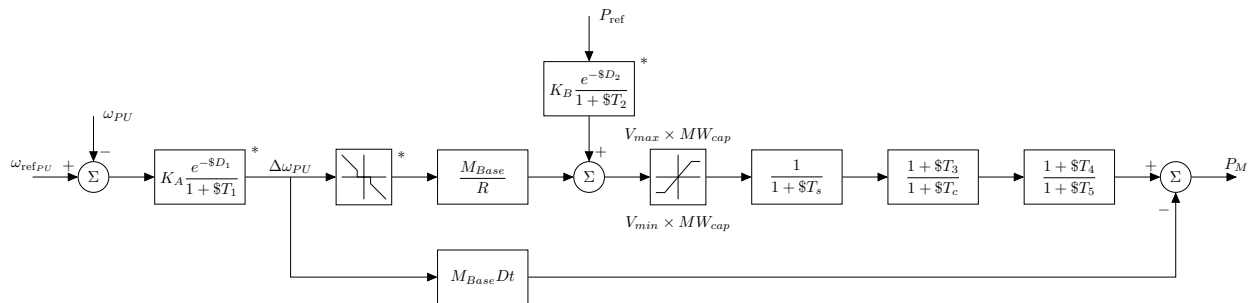 P_ref
K_B e^{-$D_2} / 1 + $T_2 *
ω_PU
V_max × MW_cap
ω_ref_PU + − Σ
K_A e^{-$D_1} / 1 + $T_1 *
Δω_PU
*
M_Base / R
+ Σ
1 / 1 + $T_s
1 + $T_3 / 1 + $T_c
1 + $T_4 / 1 + $T_5
+ Σ −
P_M
V_min × MW_cap
M_Base Dt